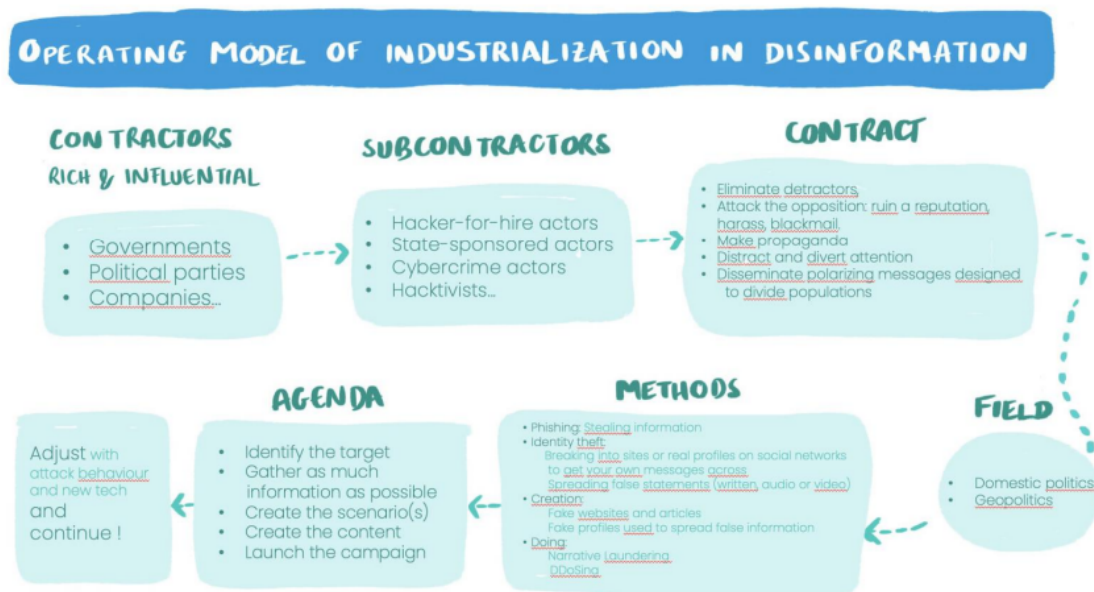 OPERATING MODEL OF INDUSTRIALIZATION IN DISINFORMATION
CONTRACTORS
RICH & INFLUENTIAL
• Governments
• Political parties
• Companies...
SUBCONTRACTORS
• Hacker-for-hire actors
• State-sponsored actors
• Cybercrime actors
• Hacktivists...
CONTRACT
• Eliminate detractors,
• Attack the opposition: ruin a reputation,
harass, blackmail.
• Make propaganda
• Distract and divert attention
• Disseminate polarizing messages designed
to divide populations
FIELD
• Domestic politics
• Geopolitics
METHODS
• Phishing: Stealing information
• Identity theft:
Breaking into sites or real profiles on social networks
to get your own messages across
Spreading false statements (written, audio or video)
• Creation:
Fake websites and articles
Fake profiles used to spread false information
• Doing:
Narrative Laundering
DDoSing
AGENDA
• Identify the target
• Gather as much
information as possible
• Create the scenario(s)
• Create the content
• Launch the campaign
Adjust with
attack behaviour
and new tech
and
continue !